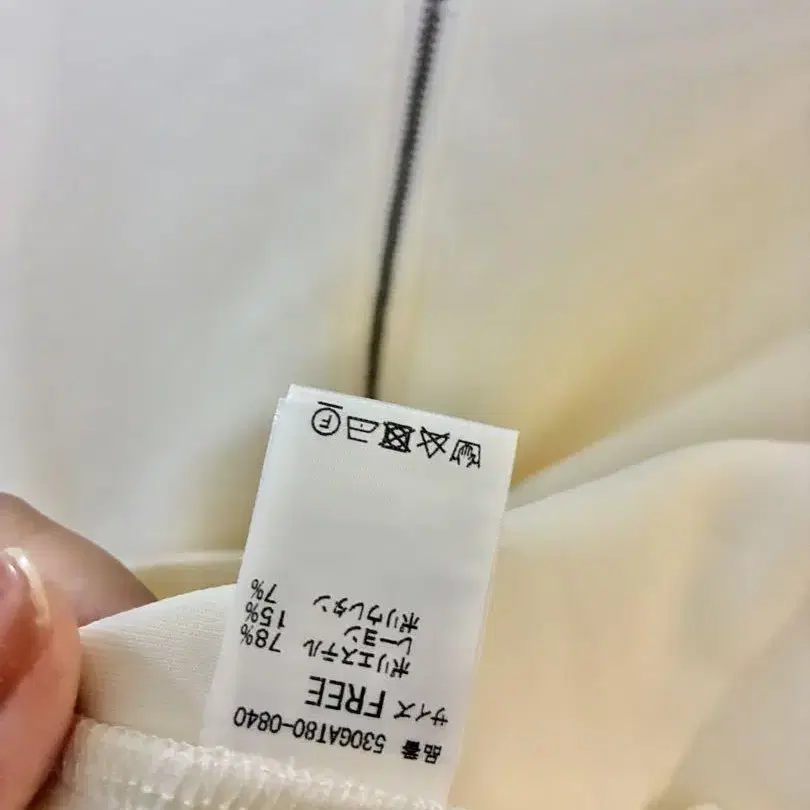 品番 530GAT80-0840
サイズ FREE
ポリエステル 78%
レーヨン 15%
ポリウレタン 7%
F